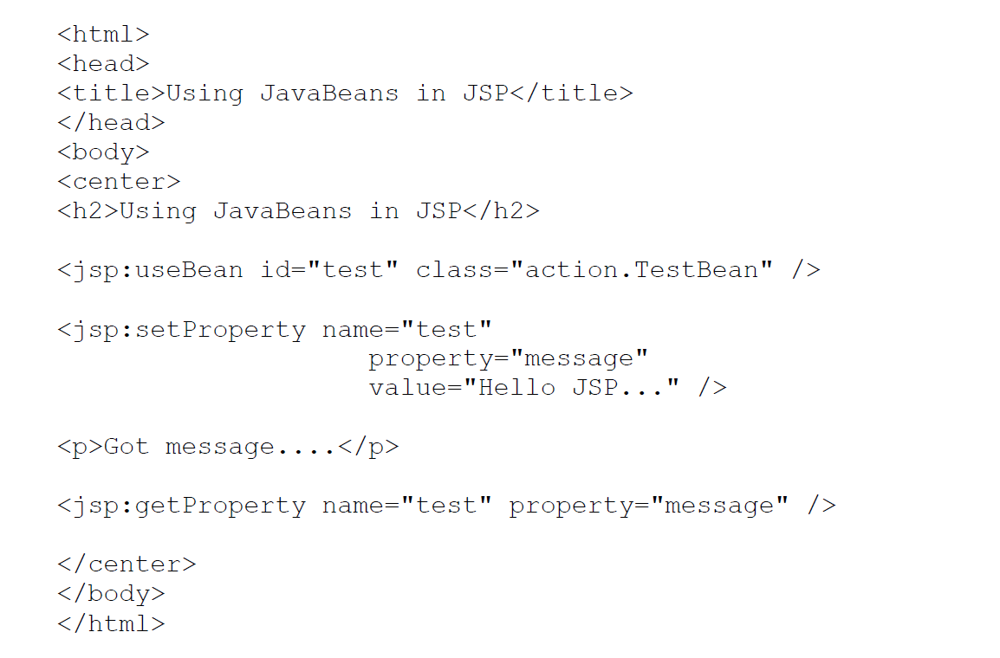 <html>
<head>
<title>Using JavaBeans in JSP</title>
</head>
<body>
<center>
<h2>Using JavaBeans in JSP</h2>
<jsp:useBean id="test" class="action.TestBean" />
<jsp:setProperty name="test"
property="message"
value="Hello JSP..." />
<p>Got message....</p>
<jsp:getProperty name="test" property="message" />
</center>
</body>
</html>